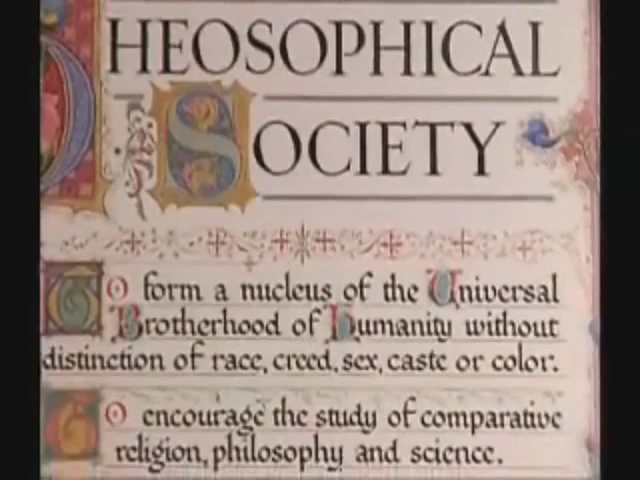 THEOSOPHICAL
SOCIETY
To form a nucleus of the Universal
Brotherhood of Humanity without
distinction of race, creed, sex, caste or color.
To encourage the study of comparative
religion, philosophy and science.